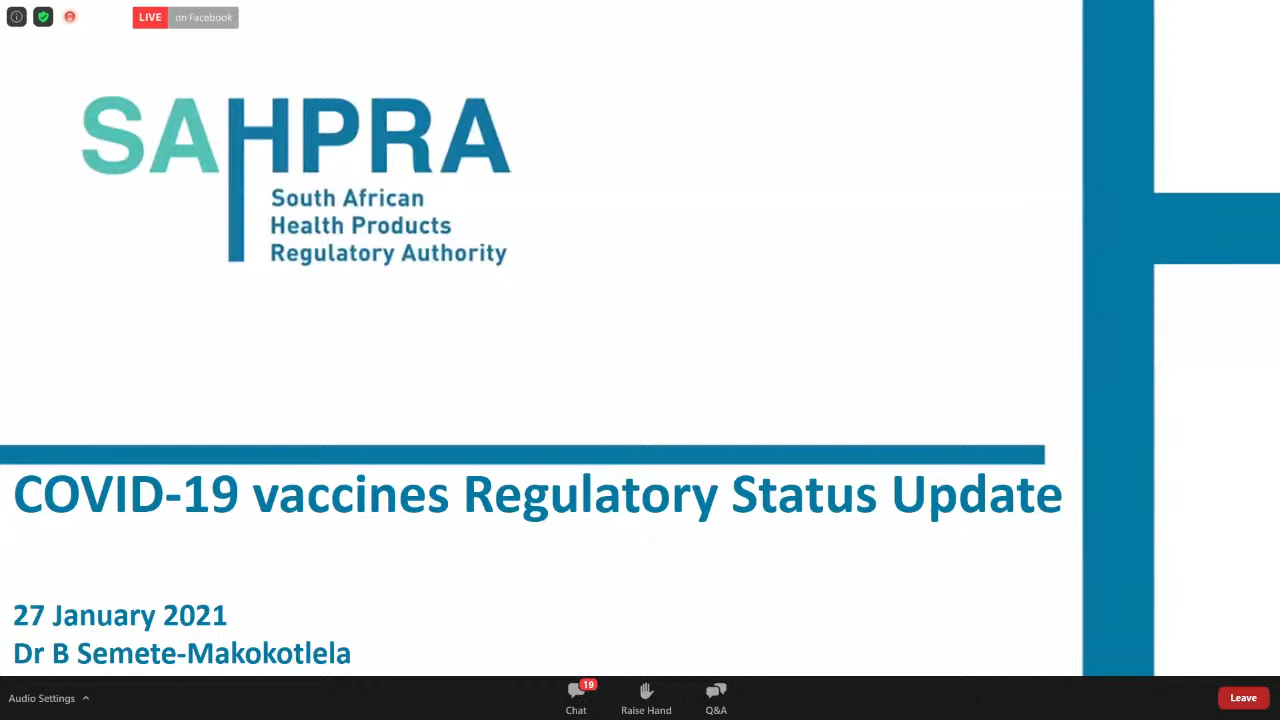 LIVE on Facebook
SAHPRA
South African
Health Products
Regulatory Authority
COVID-19 vaccines Regulatory Status Update
27 January 2021
Dr B Semete-Makokotlela
Audio Settings
19
Chat
Raise Hand
Q&A
Leave